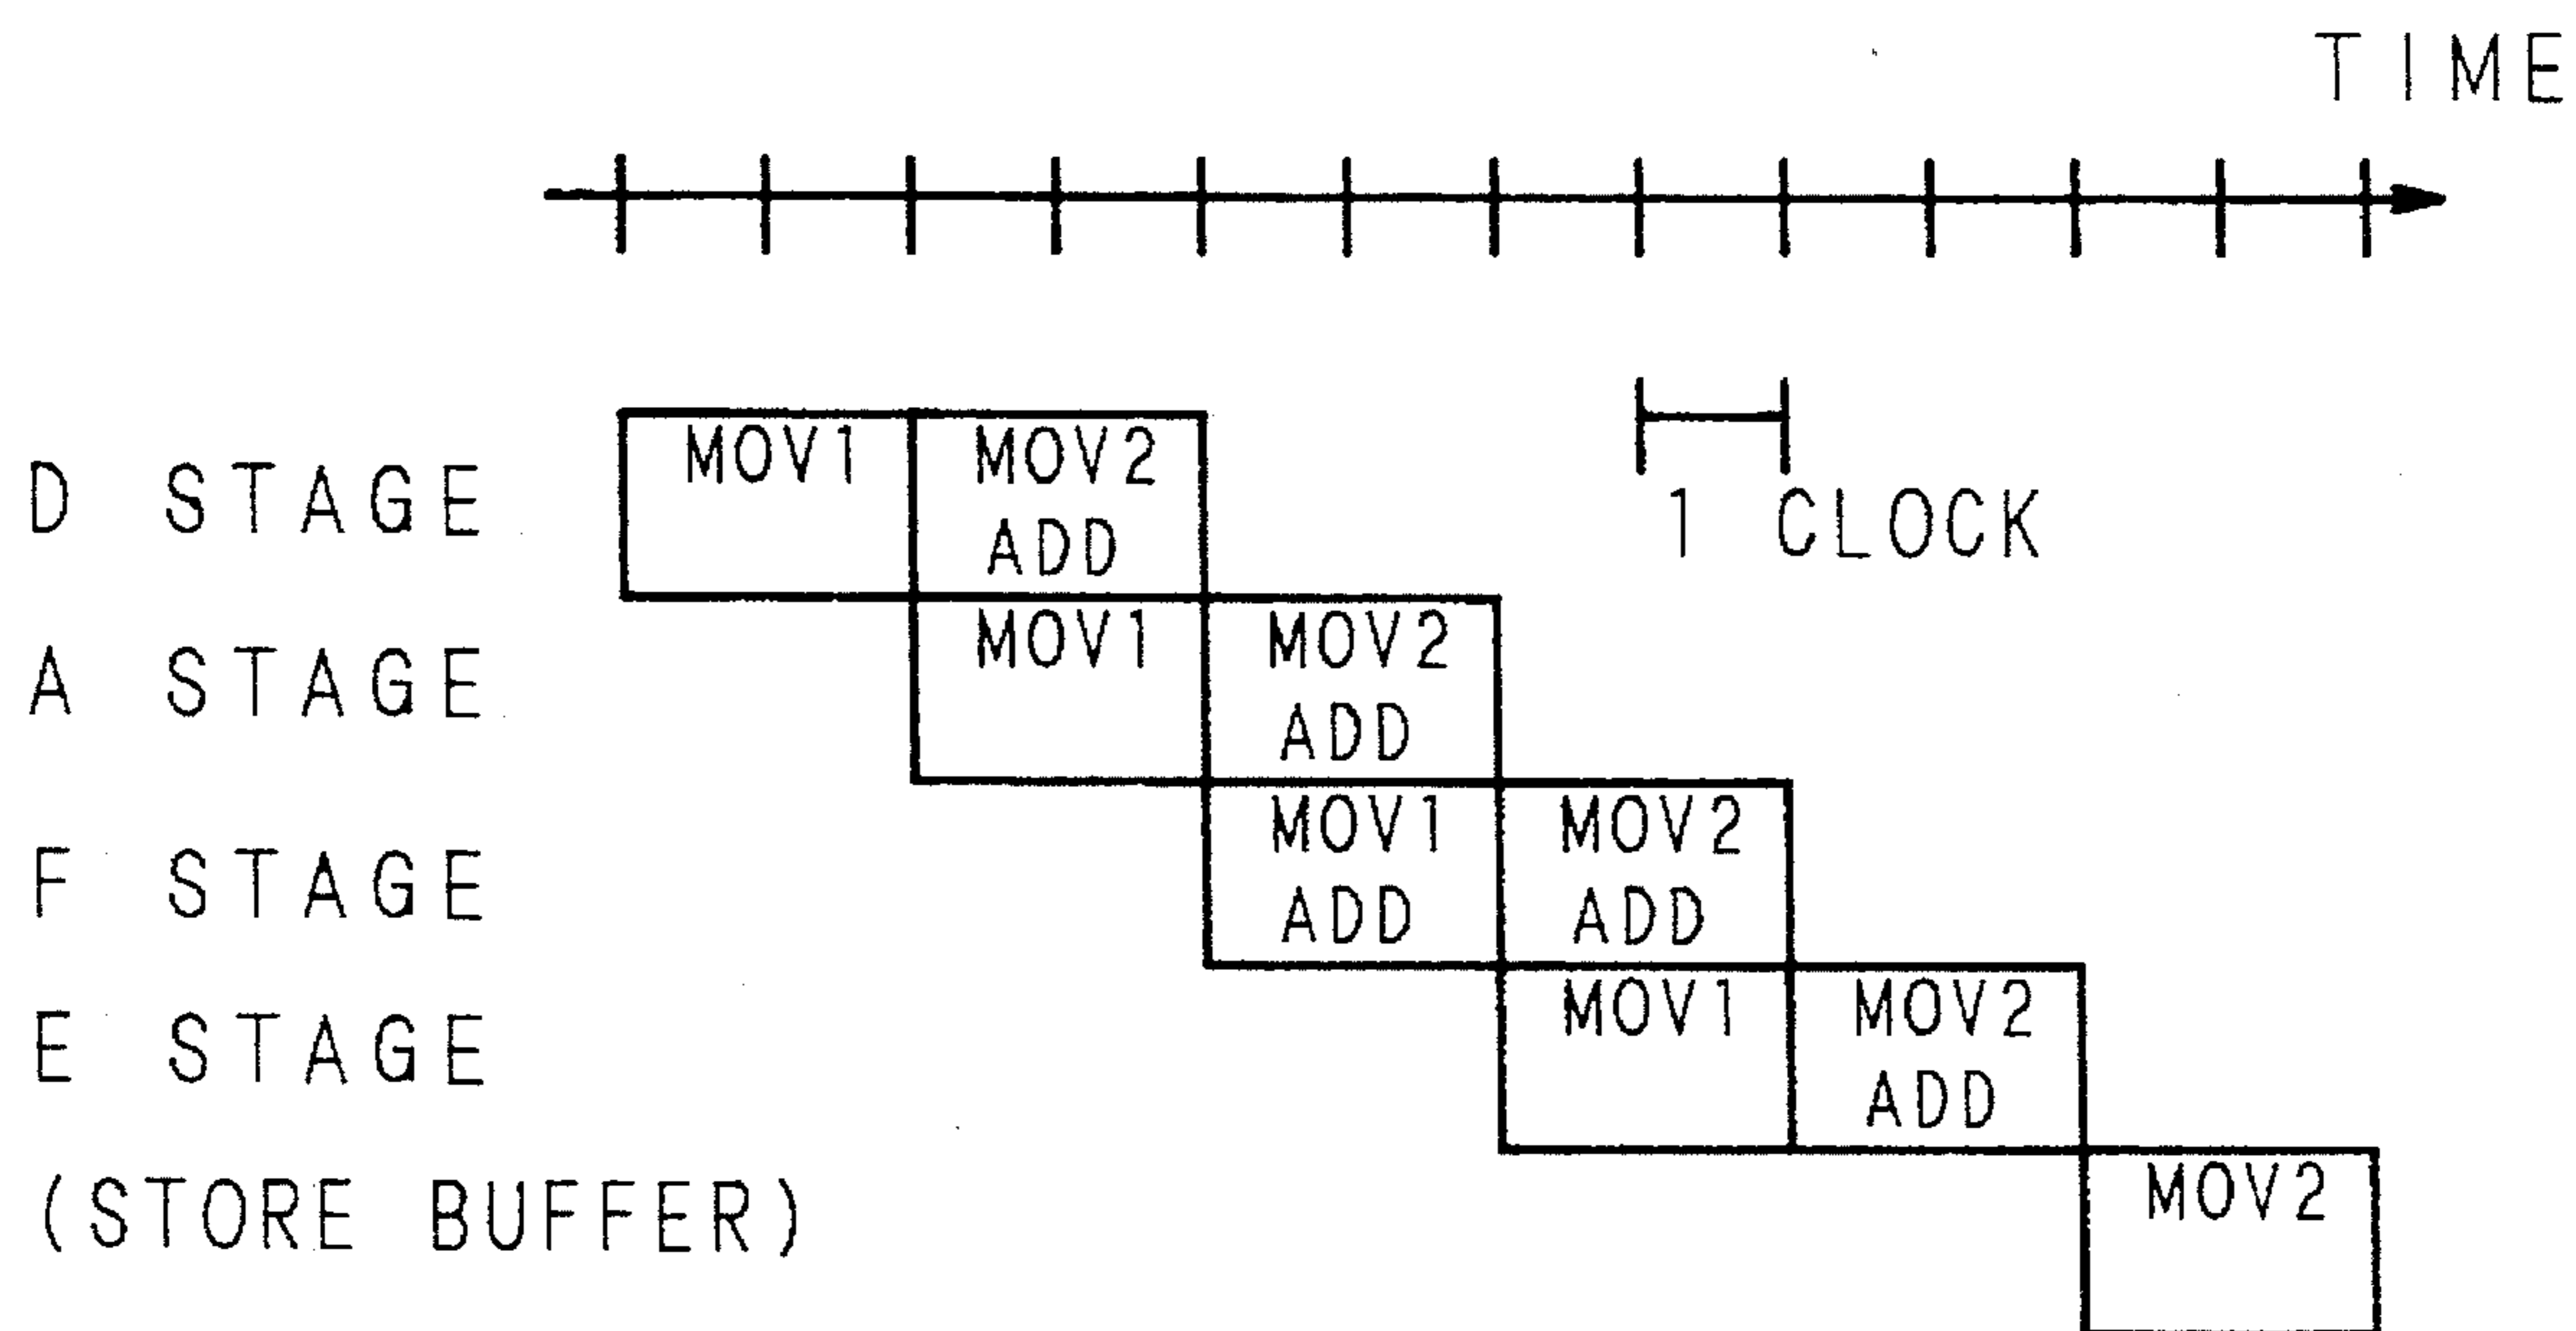 TIME
1 CLOCK
D STAGE
MOV1
MOV2
ADD
A STAGE
MOV1
MOV2
ADD
F STAGE
MOV1
ADD
MOV2
ADD
E STAGE
MOV1
MOV2
ADD
(STORE BUFFER)
MOV2